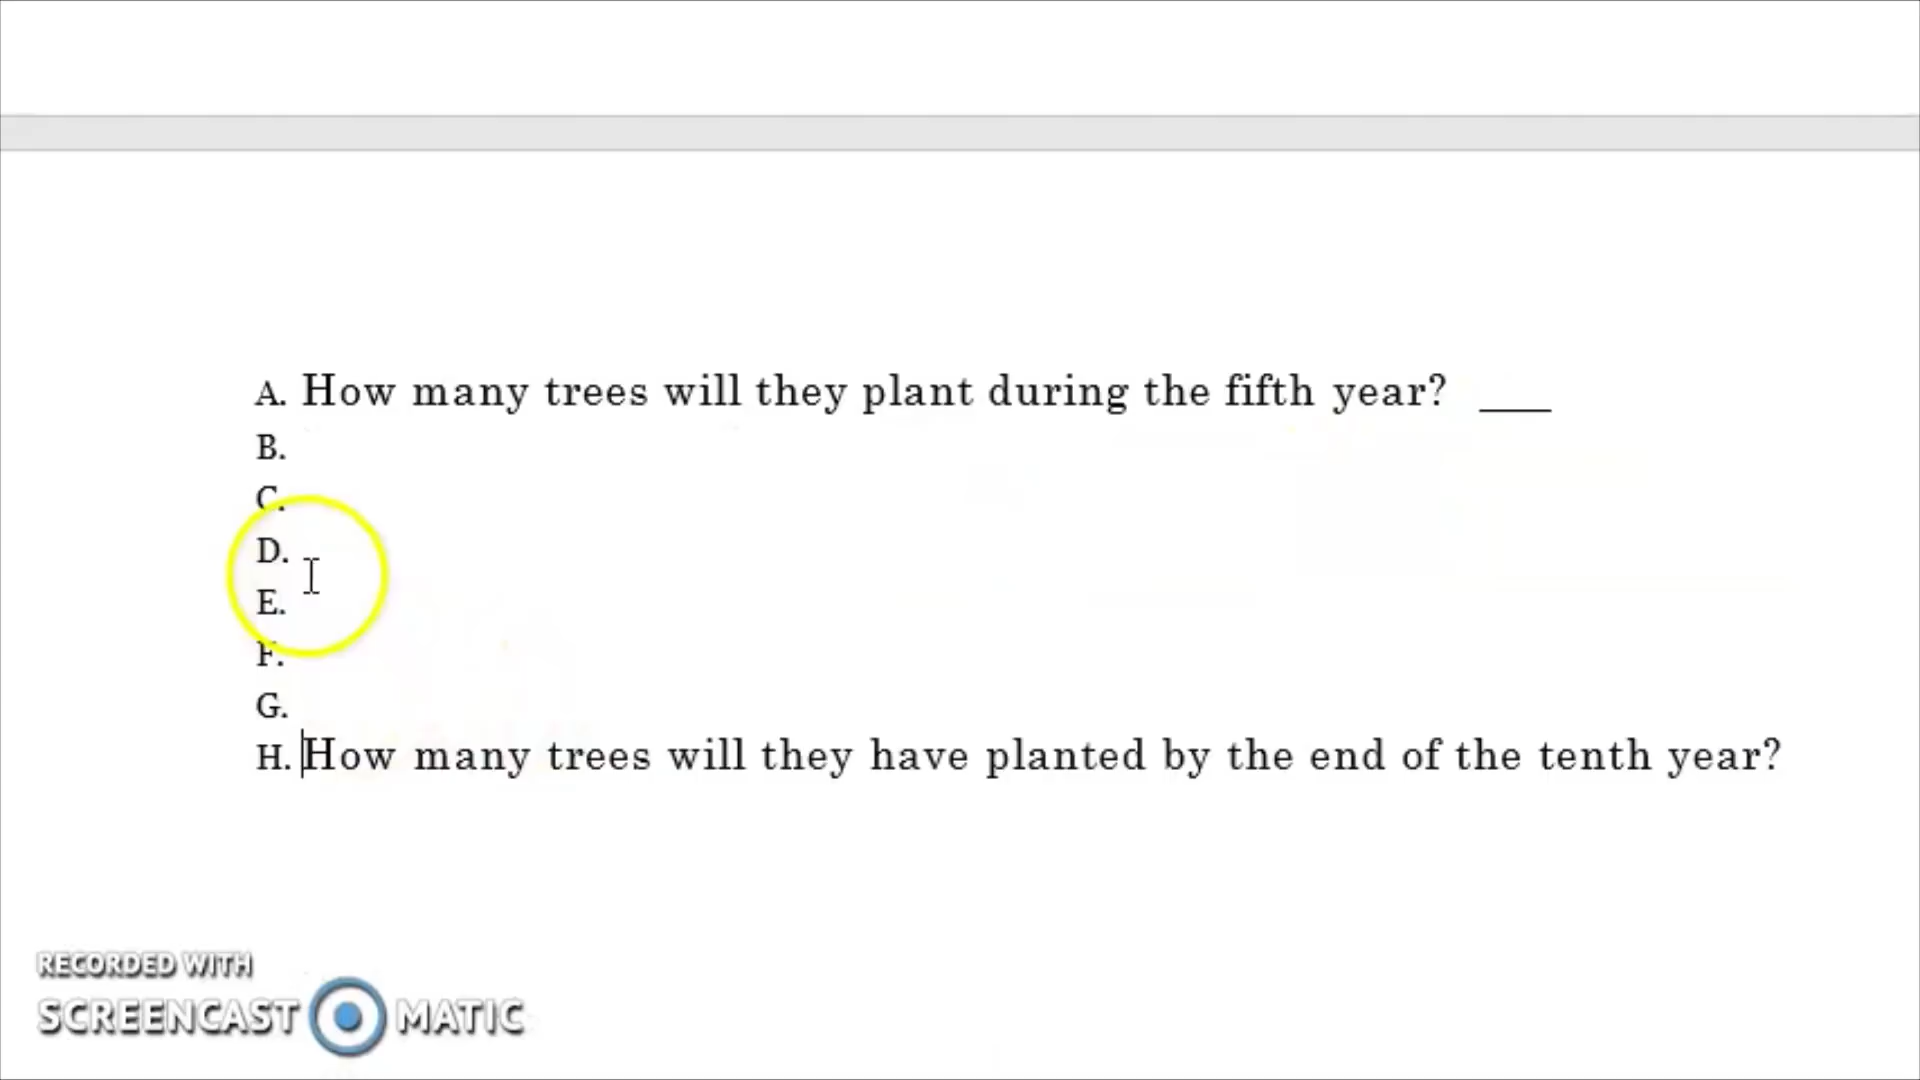 A. How many trees will they plant during the fifth year? ___
B.
C.
D.
E.
F.
G.
H. How many trees will they have planted by the end of the tenth year?
RECORDED WITH
SCREENCAST MATIC